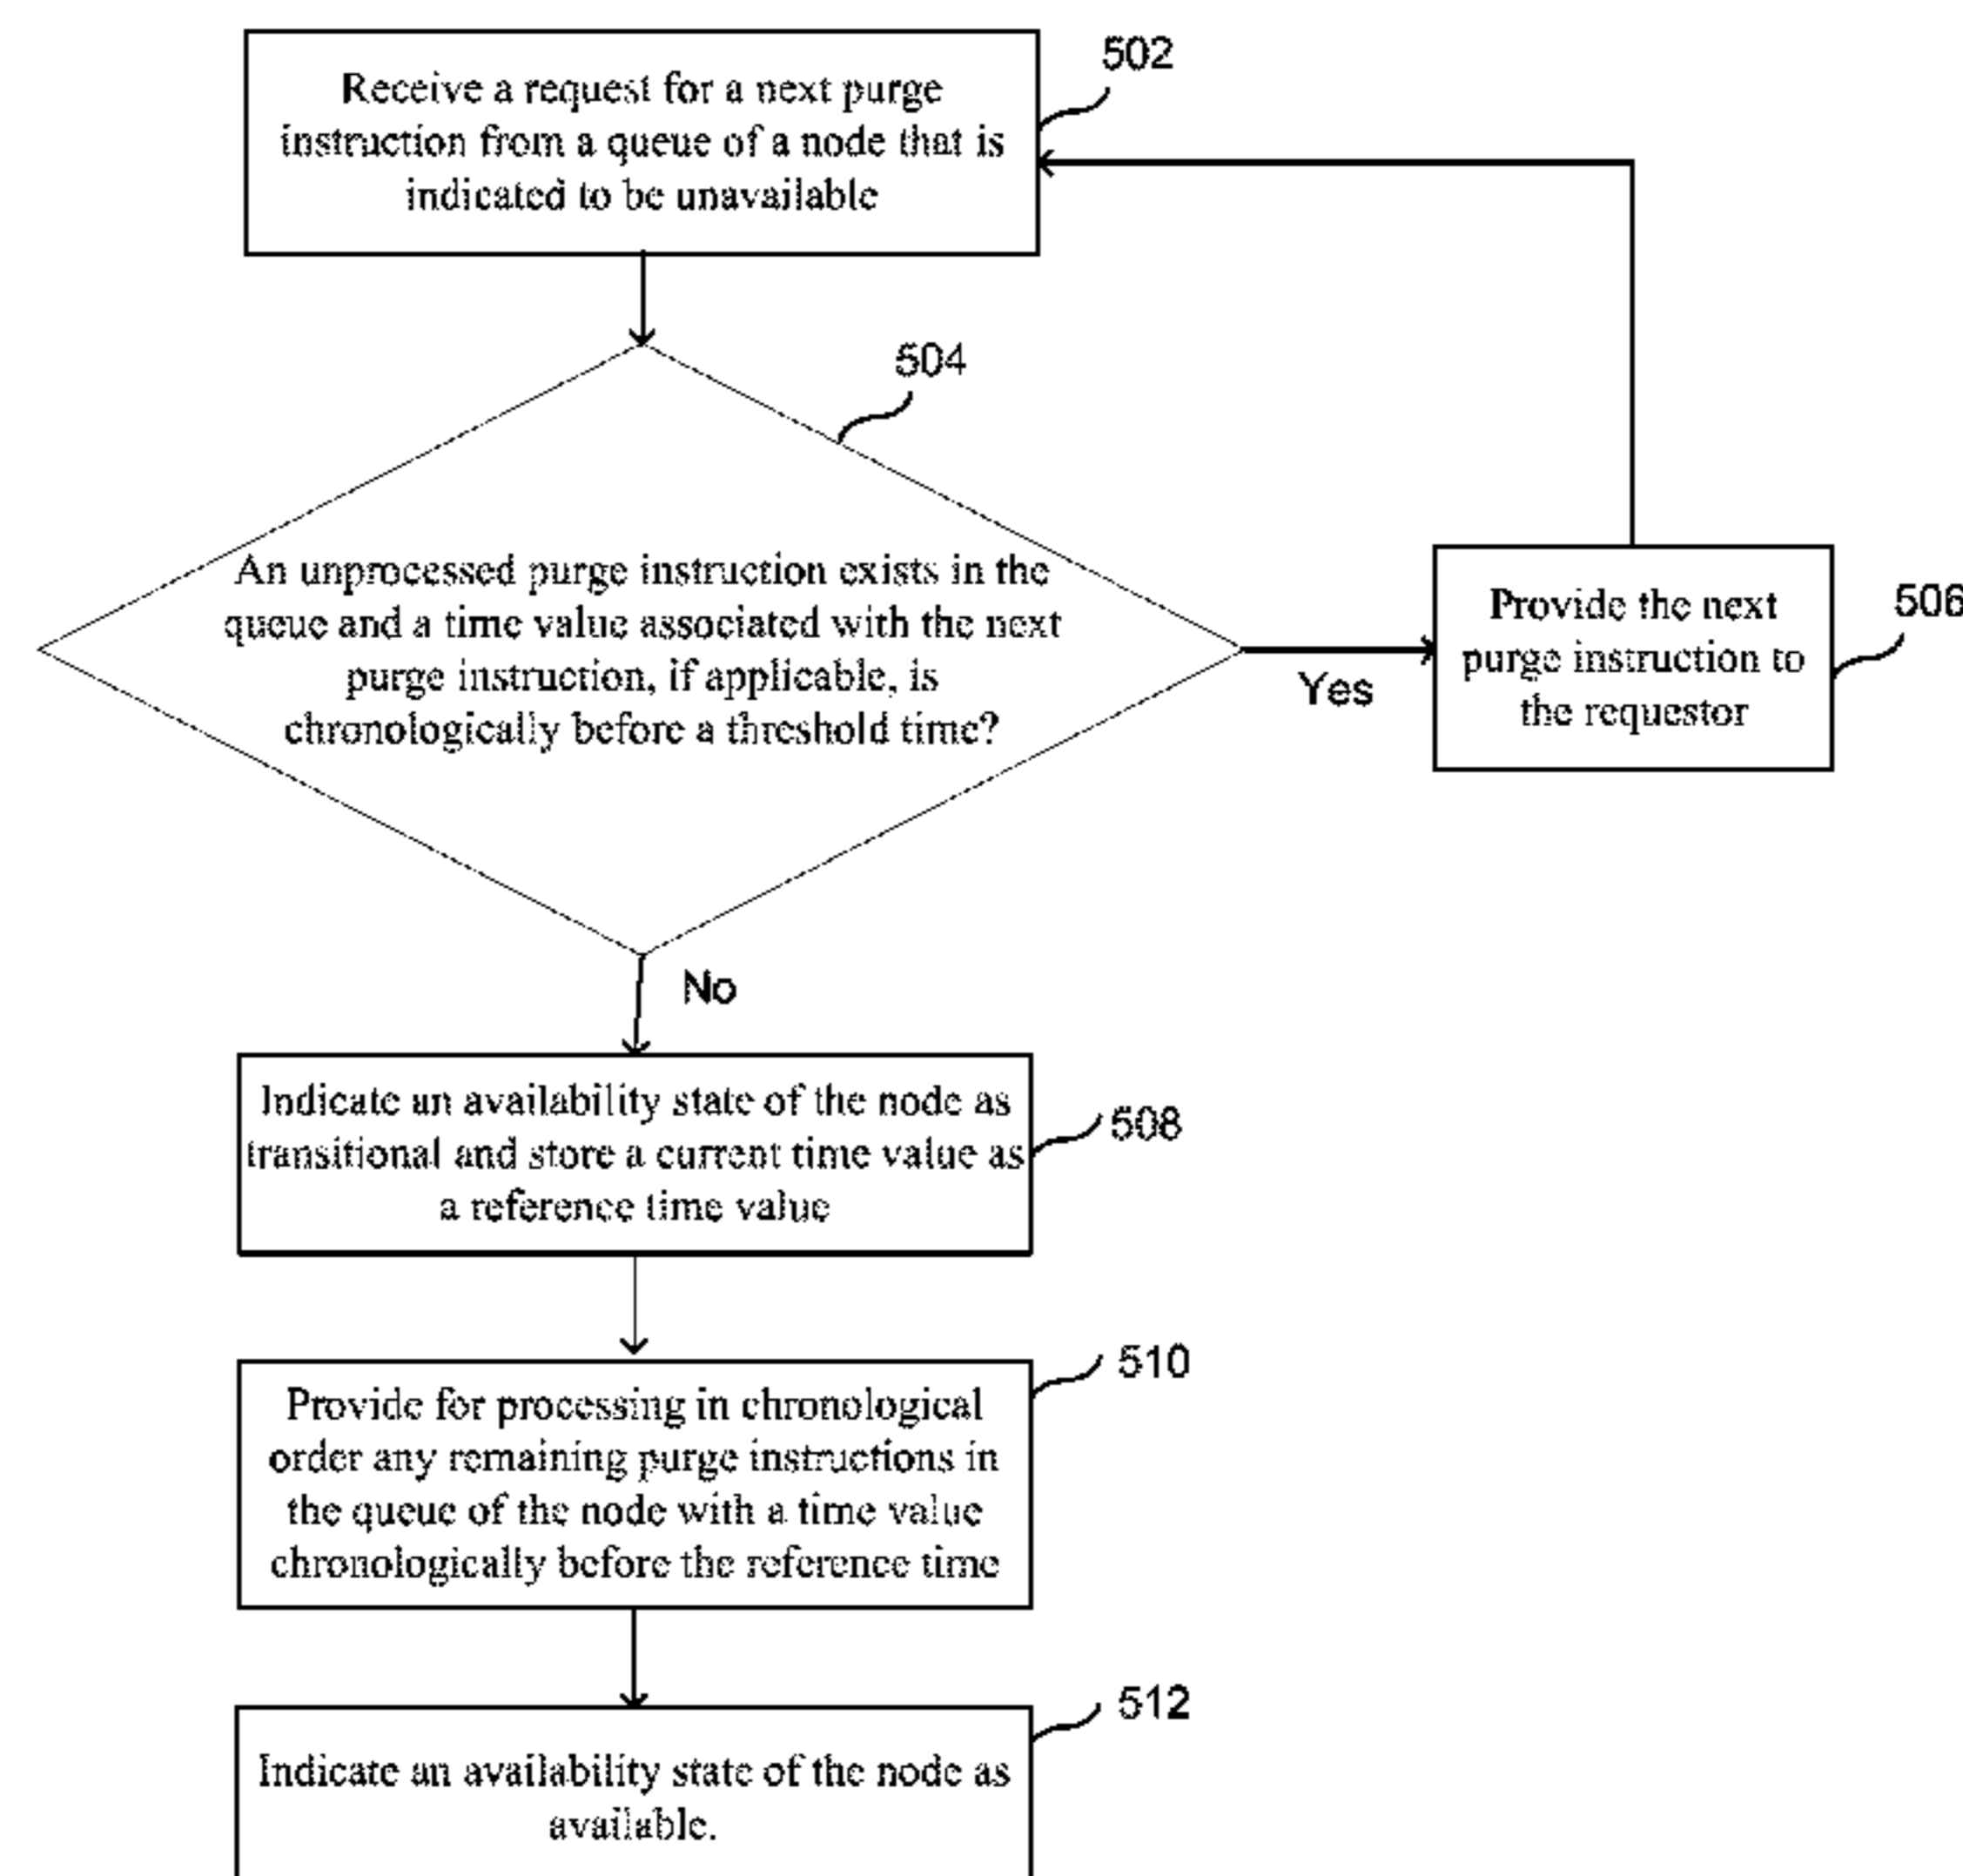 502
Receive a request for a next purge
instruction from a queue of a node that is
indicated to be unavailable
504
An unprocessed purge instruction exists in the
queue and a time value associated with the next
purge instruction, if applicable, is
chronologically before a threshold time?
Yes
506
Provide the next
purge instruction to
the requestor
No
Indicate an availability state of the node as
transitional and store a current time value as
a reference time value
508
510
Provide for processing in chronological
order any remaining purge instructions in
the queue of the node with a time value
chronologically before the reference time
512
Indicate an availability state of the node as
available.